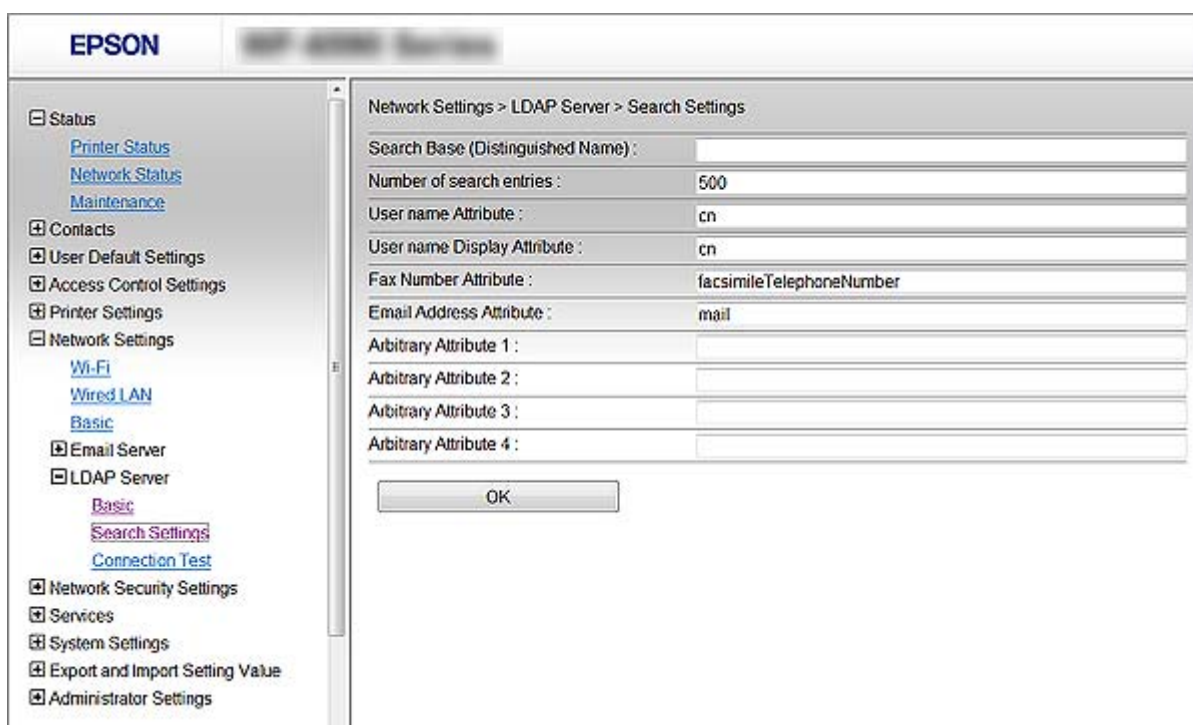 EPSON
Status
Printer Status
Network Status
Maintenance
Contacts
User Default Settings
Access Control Settings
Printer Settings
Network Settings
Wi-Fi
Wired LAN
Basic
Email Server
LDAP Server
Basic
Search Settings
Connection Test
Network Security Settings
Services
System Settings
Export and Import Setting Value
Administrator Settings
Network Settings > LDAP Server > Search Settings
Search Base (Distinguished Name) :
Number of search entries : 500
User name Attribute : cn
User name Display Attribute : cn
Fax Number Attribute : facsimileTelephoneNumber
Email Address Attribute : mail
Arbitrary Attribute 1 :
Arbitrary Attribute 2 :
Arbitrary Attribute 3 :
Arbitrary Attribute 4 :
OK